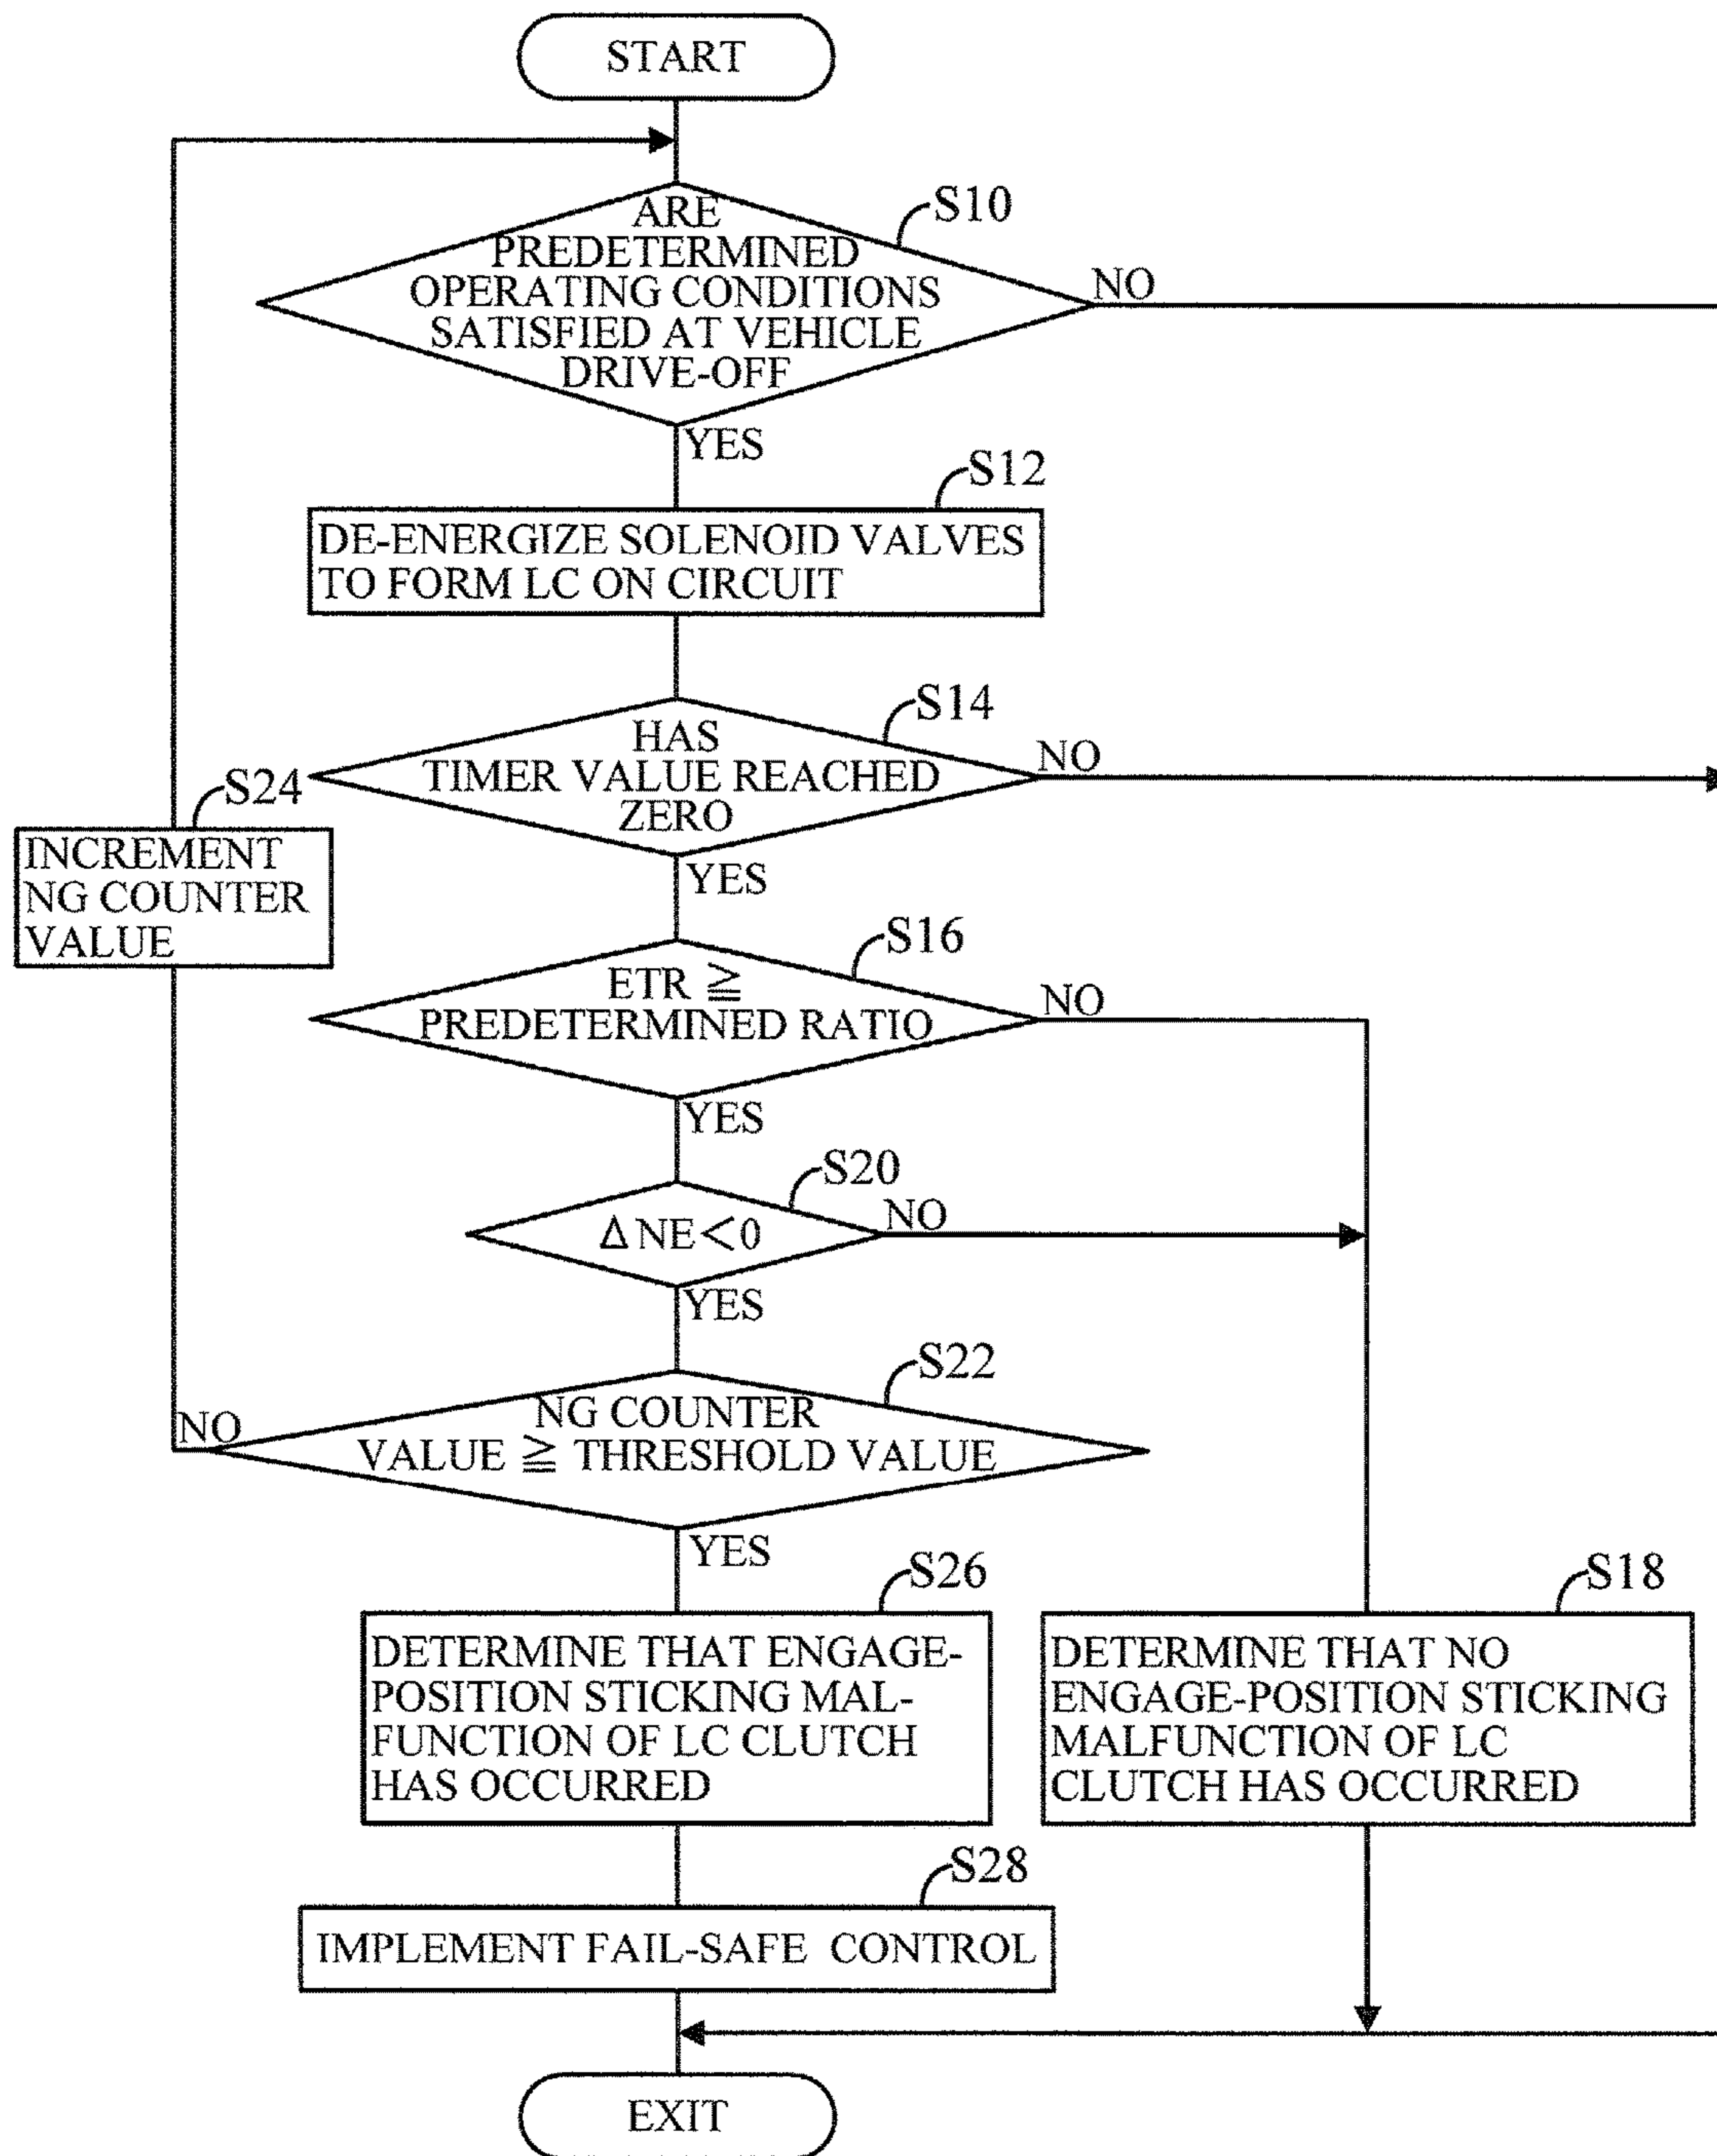 START
S10
ARE
PREDETERMINED
OPERATING CONDITIONS
SATISFIED AT VEHICLE
DRIVE-OFF
NO
YES
S12
DE-ENERGIZE SOLENOID VALVES
TO FORM LC ON CIRCUIT
S14
HAS
TIMER VALUE REACHED
ZERO
NO
YES
S24
INCREMENT
NG COUNTER
VALUE
S16
ETR ≧
PREDETERMINED RATIO
NO
YES
S20
Δ NE<0
NO
YES
S22
NG COUNTER
VALUE ≧ THRESHOLD VALUE
NO
YES
S26
DETERMINE THAT ENGAGE-
POSITION STICKING MAL-
FUNCTION OF LC CLUTCH
HAS OCCURRED
S18
DETERMINE THAT NO
ENGAGE-POSITION STICKING
MALFUNCTION OF LC
CLUTCH HAS OCCURRED
S28
IMPLEMENT FAIL-SAFE CONTROL
EXIT